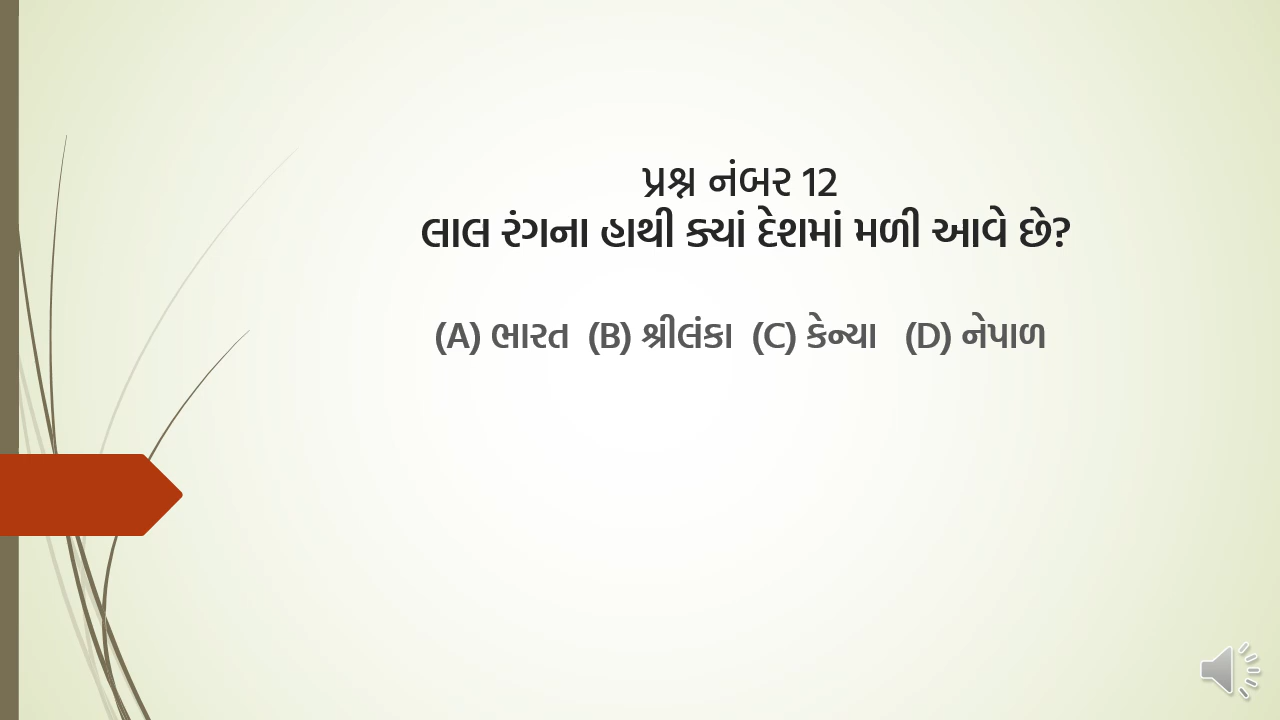 પ્રશ્ન નંબર 12
લાલ રંગના હાથી ક્યાં દેશમાં મળી આવે છે?
(A) ભારત (B) શ્રીલંકા (C) કેન્યા (D) નેપાળ